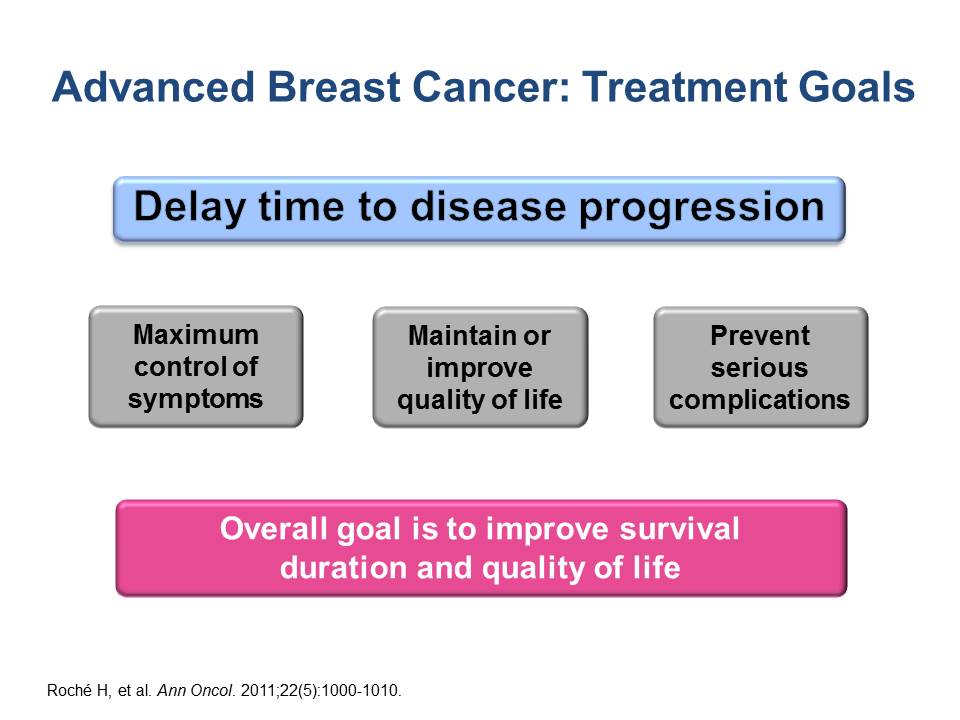 Advanced Breast Cancer: Treatment Goals
Delay time to disease progression
Maximum
control of
symptoms
Maintain or
improve
quality of life
Prevent
serious
complications
Overall goal is to improve survival
duration and quality of life
Roché H, et al. Ann Oncol. 2011;22(5):1000-1010.